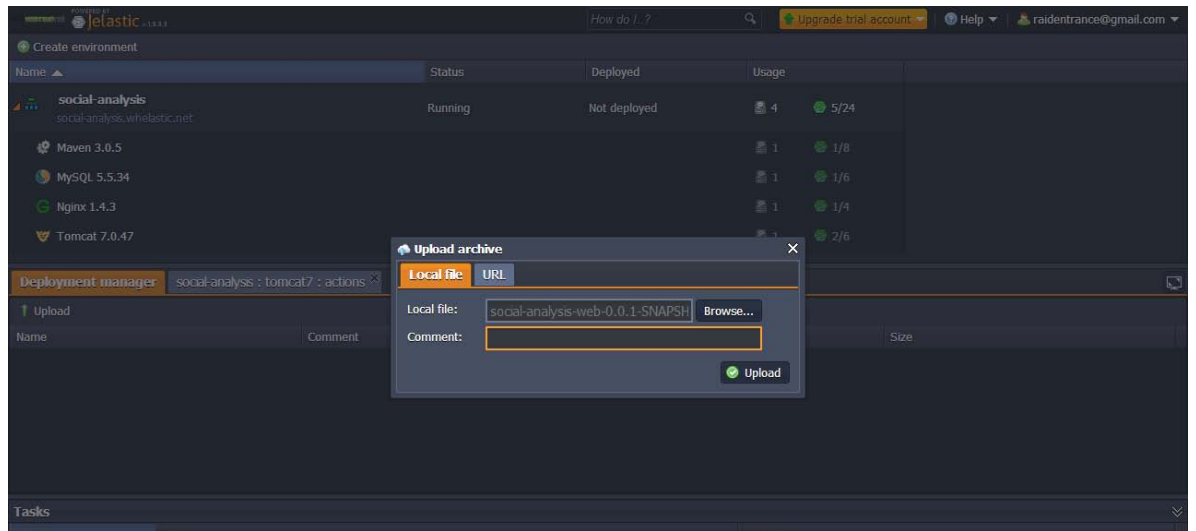 POWERED BY
Jelastic
How do I..?
Upgrade trial account
Help
raidentrance@gmail.com
Create environment
Name
Status
Deployed
Usage
social-analysis
social-analysis.whelastic.net
Running
Not deployed
4
5/24
Maven 3.0.5
1
1/8
MySQL 5.5.34
1
1/6
Nginx 1.4.3
1
1/4
Tomcat 7.0.47
2/6
Upload archive
Deployment manager
social-analysis : tomcat7 : actions
Local file
URL
Upload
Local file:
social-analysis-web-0.0.1-SNAPSH
Browse...
Name
Comment
Comment:
Size
Upload
Tasks